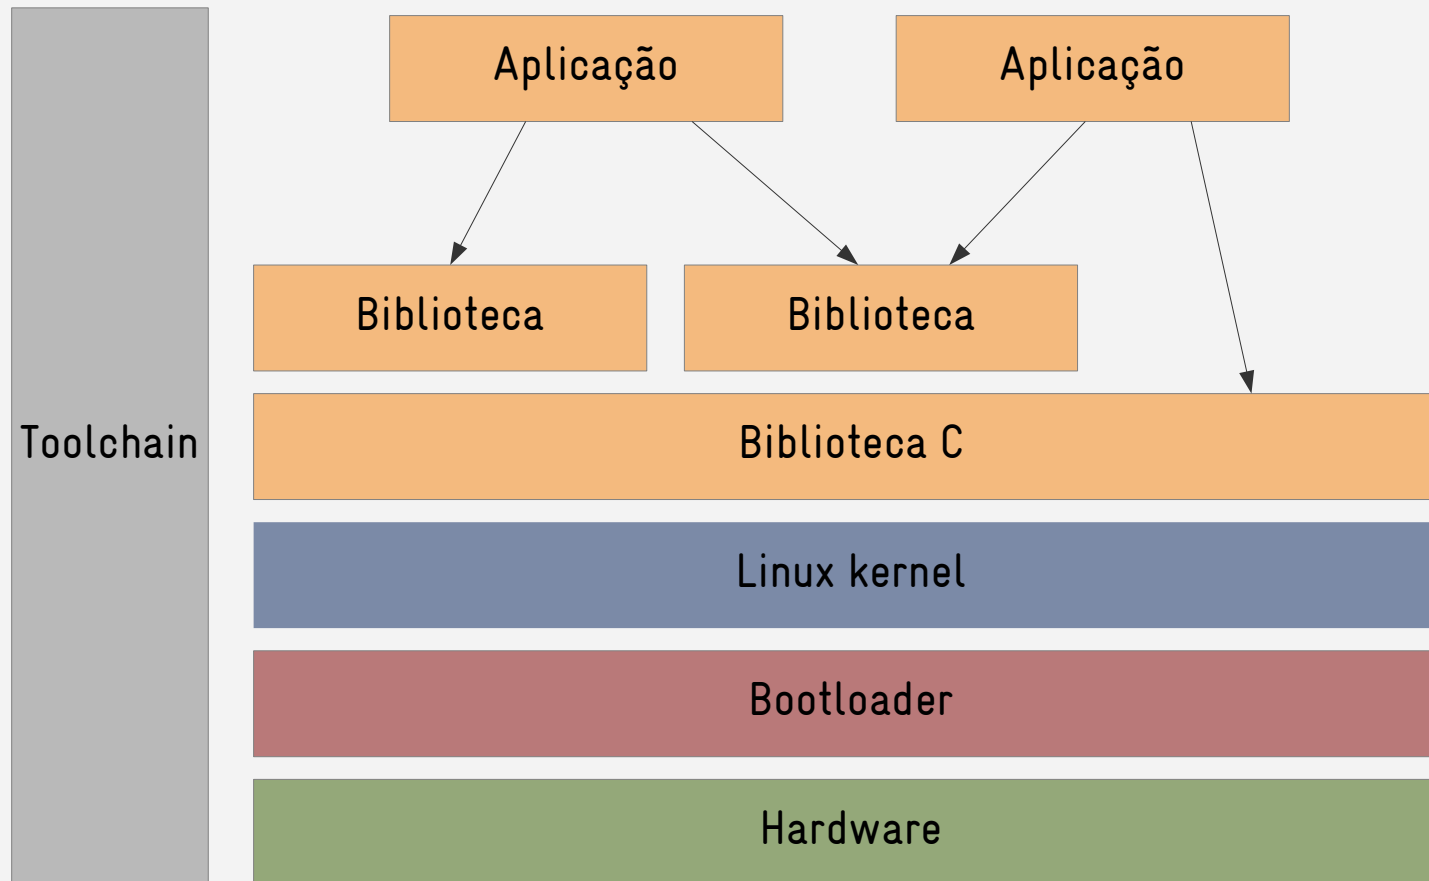 Aplicação
Aplicação
Biblioteca
Biblioteca
Toolchain
Biblioteca C
Linux kernel
Bootloader
Hardware